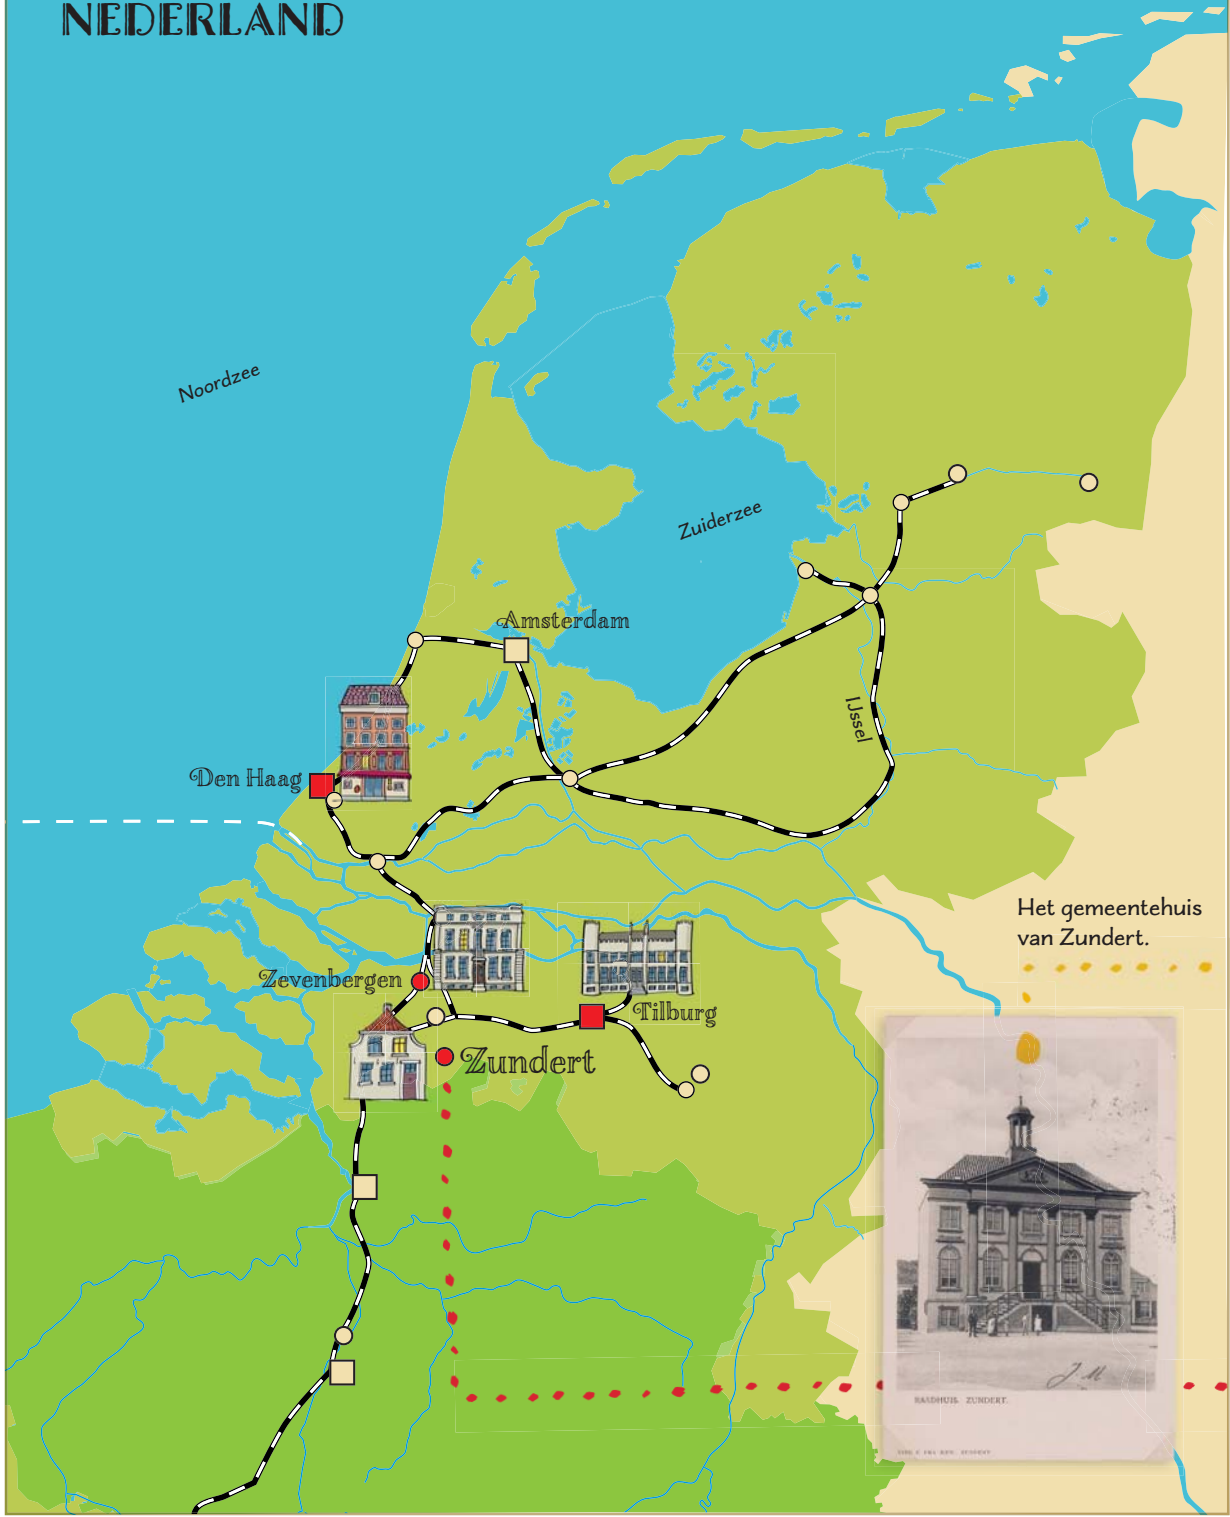 NEDERLAND
Noordzee
Zuiderzee
Amsterdam
IJssel
Den Haag
Het gemeentehuis
van Zundert.
Zevenbergen
Tilburg
Zundert
RAADHUIS. ZUNDERT.